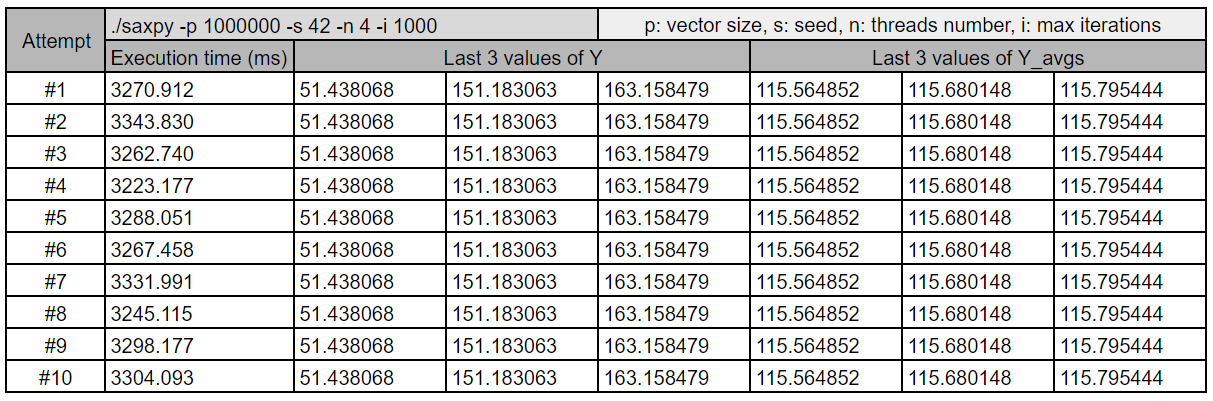 Attempt ./saxpy -p 1000000 -s 42 -n 4 -i 1000 p: vector size, s: seed, n: threads number, i: max iterations
Execution time (ms) Last 3 values of Y Last 3 values of Y_avgs
#1 3270.912 51.438068 151.183063 163.158479 115.564852 115.680148 115.795444
#2 3343.830 51.438068 151.183063 163.158479 115.564852 115.680148 115.795444
#3 3262.740 51.438068 151.183063 163.158479 115.564852 115.680148 115.795444
#4 3223.177 51.438068 151.183063 163.158479 115.564852 115.680148 115.795444
#5 3288.051 51.438068 151.183063 163.158479 115.564852 115.680148 115.795444
#6 3267.458 51.438068 151.183063 163.158479 115.564852 115.680148 115.795444
#7 3331.991 51.438068 151.183063 163.158479 115.564852 115.680148 115.795444
#8 3245.115 51.438068 151.183063 163.158479 115.564852 115.680148 115.795444
#9 3298.177 51.438068 151.183063 163.158479 115.564852 115.680148 115.795444
#10 3304.093 51.438068 151.183063 163.158479 115.564852 115.680148 115.795444